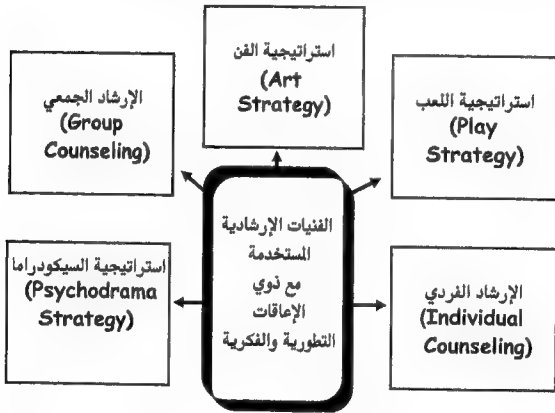 استراتيجية الفن
(Art
Strategy)
استراتيجية اللعب
(Play
Strategy)
الإرشاد الجمعي
(Group
Counseling)
الفنيات الإرشادية
المستخدمة
مع ذوي
الإعاقات
التطورية والفكرية
الإرشاد الفردي
(Individual
Counseling)
استراتيجية السيكودراما
(Psychodrama
Strategy)